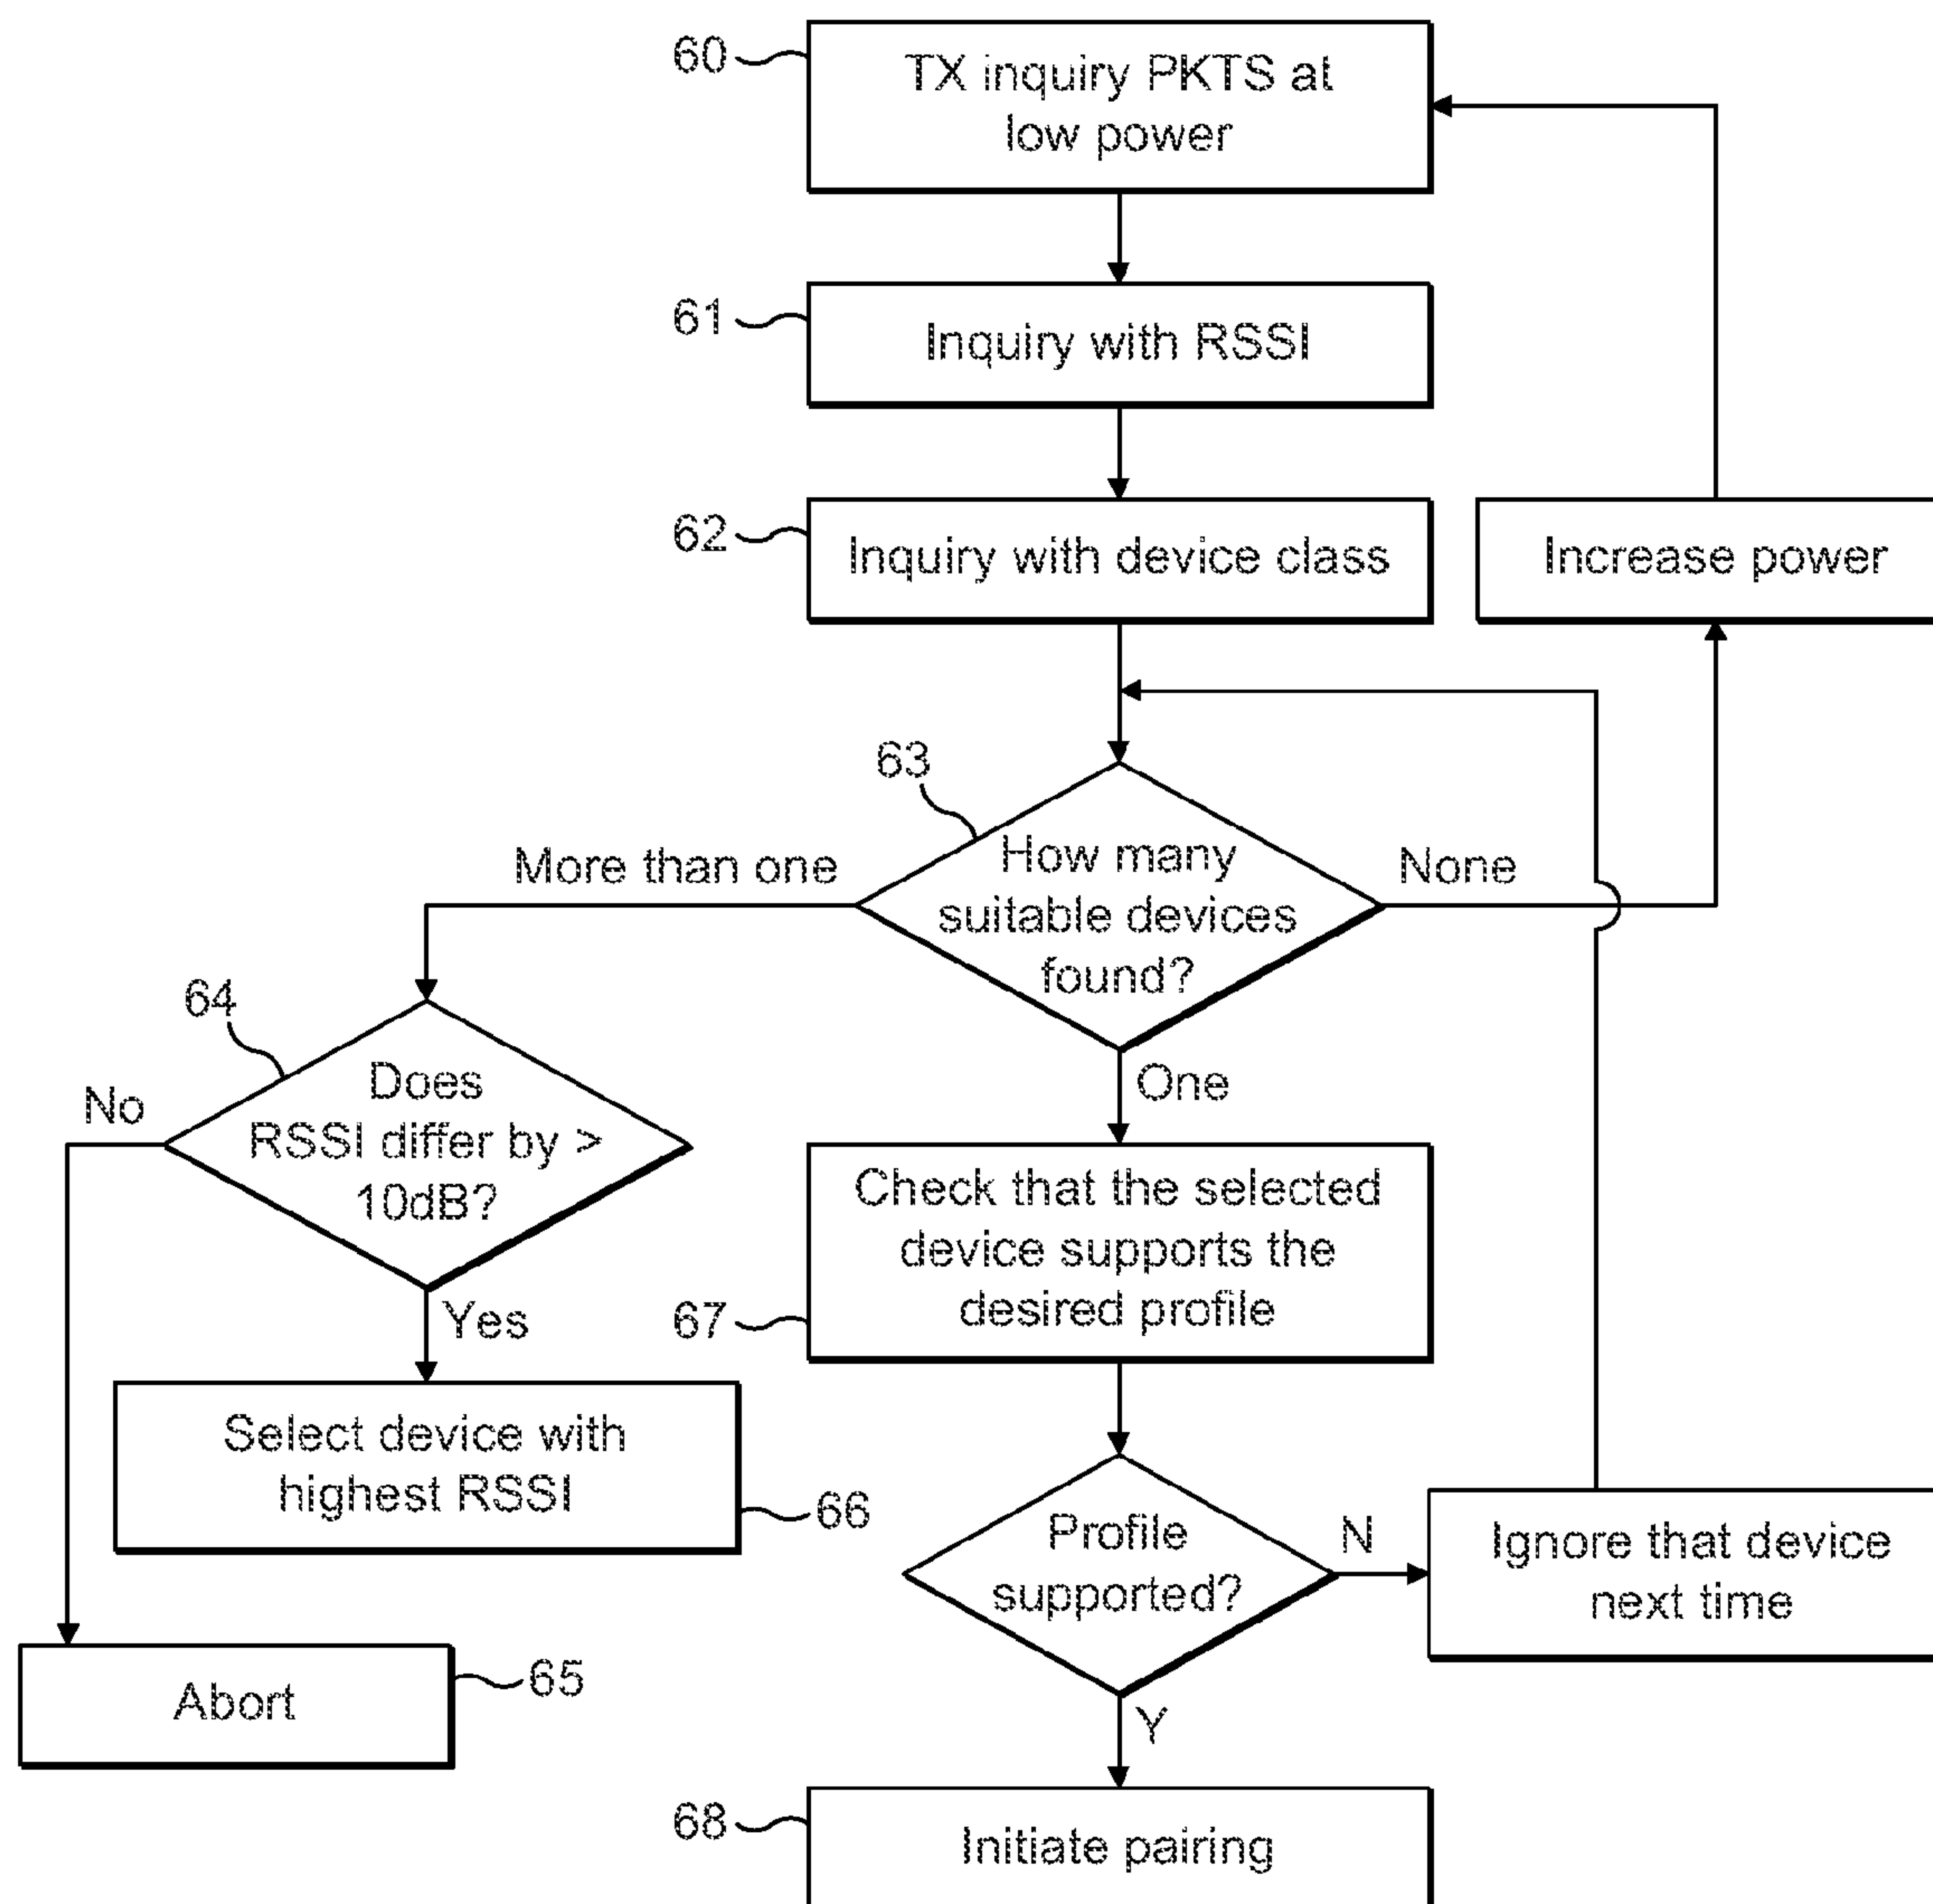 60
TX inquiry PKTS at
low power
61
Inquiry with RSSI
62
Inquiry with device class
Increase power
63
How many
suitable devices
found?
More than one
None
One
64
Does
RSSI differ by >
10dB?
No
Yes
Check that the selected
device supports the
desired profile
67
Select device with
highest RSSI
66
Profile
supported?
N
Ignore that device
next time
Y
Abort
65
68
Initiate pairing